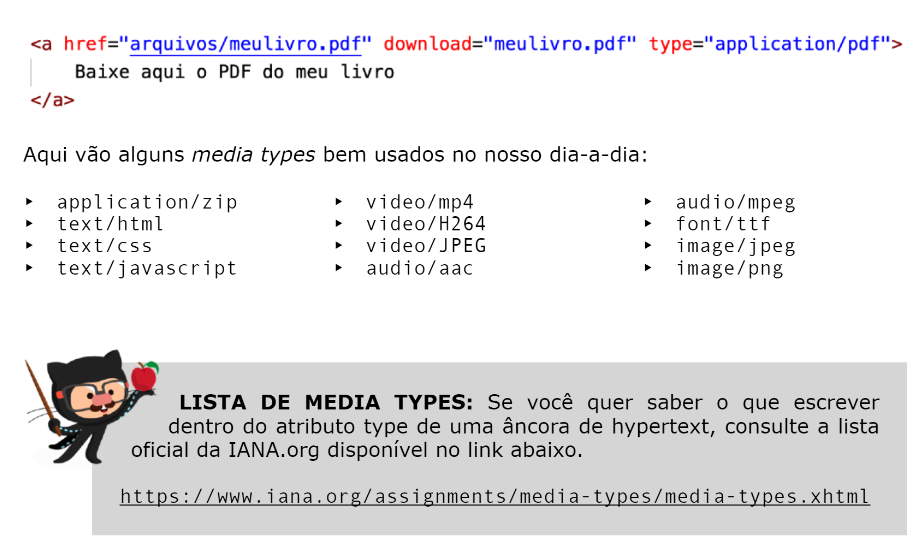 <a href="arquivos/meulivro.pdf" download="meulivro.pdf" type="application/pdf">
Baixe aqui o PDF do meu livro
</a>
Aqui vão alguns media types bem usados no nosso dia-a-dia:
‣ application/zip
‣ text/html
‣ text/css
‣ text/javascript
‣ video/mp4
‣ video/H264
‣ video/JPEG
‣ audio/aac
‣ audio/mpeg
‣ font/ttf
‣ image/jpeg
‣ image/png
LISTA DE MEDIA TYPES: Se você quer saber o que escrever
dentro do atributo type de uma âncora de hypertext, consulte a lista
oficial da IANA.org disponível no link abaixo.
https://www.iana.org/assignments/media-types/media-types.xhtml